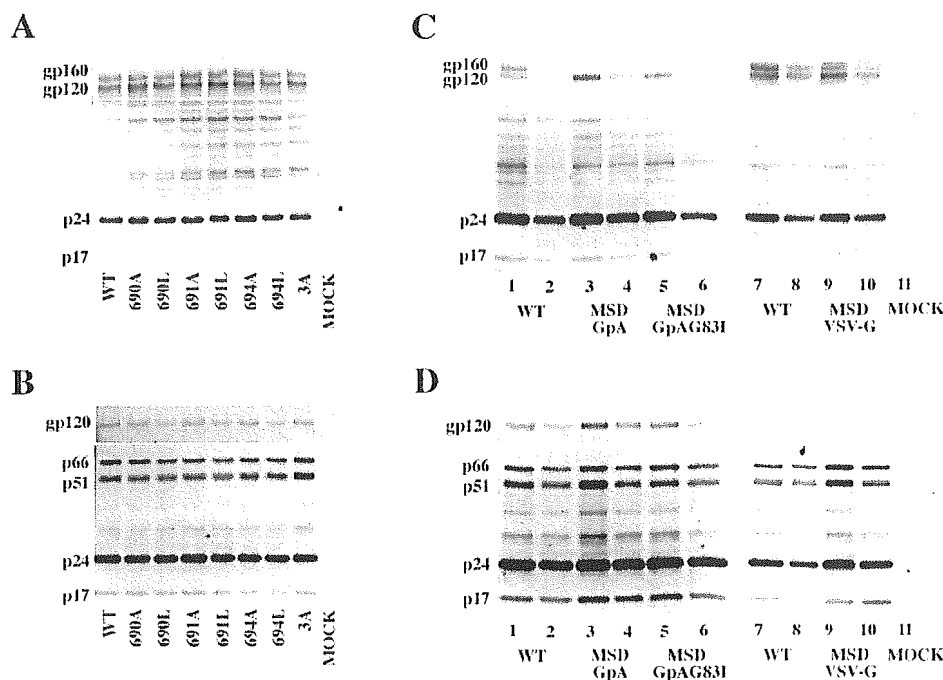 A
gp160
gp120
p24
p17
WT
690A
690L
691A
691L
694A
694L
3A
MOCK
B
gp120
p66
p51
p24
p17
WT
690A
690L
691A
691L
694A
694L
3A
MOCK
C
gp160
gp120
p24
p17
1 2 3 4 5 6 7 8 9 10 11
WT MSD MSD WT MSD MOCK
GpA GpAG83I VSV-G
D
gp120
p66
p51
p24
p17
1 2 3 4 5 6 7 8 9 10 11
WT MSD MSD WT MSD MOCK
GpA GpAG83I VSV-G